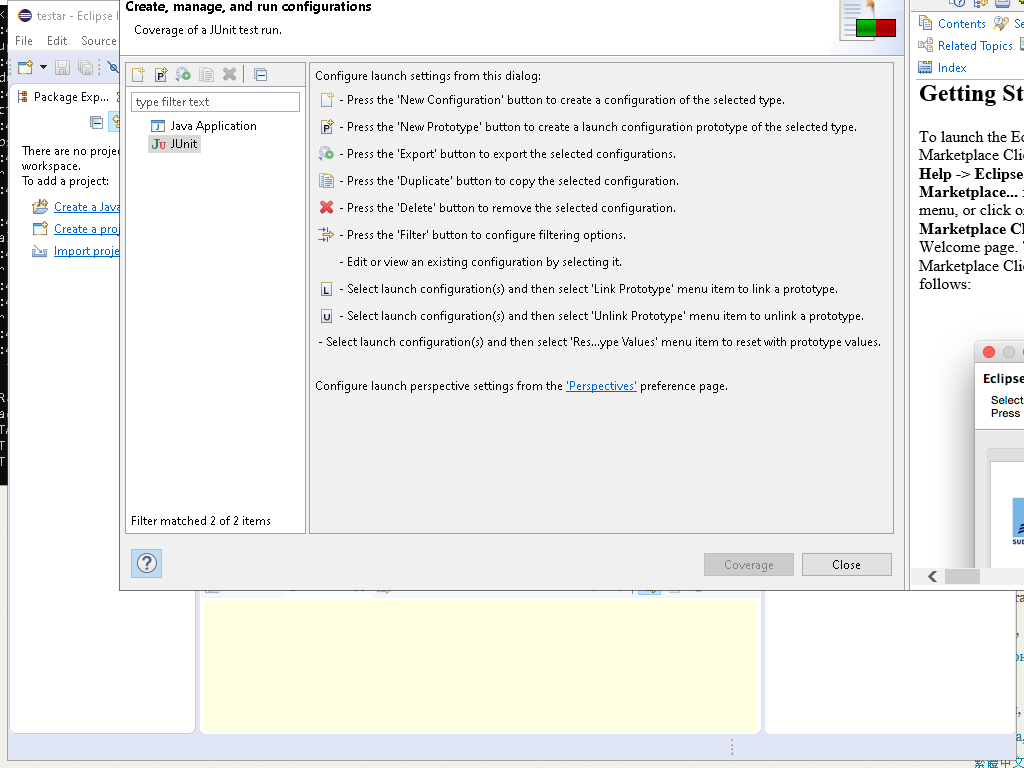 testar - Eclipse I
File Edit Source
Package Exp...
There are no proje
workspace.
To add a project:
Create a Java
Create a proj
Import proje
Create, manage, and run configurations
Coverage of a JUnit test run.
type filter text
Java Application
JUnit
Filter matched 2 of 2 items
Configure launch settings from this dialog:
- Press the 'New Configuration' button to create a configuration of the selected type.
- Press the 'New Prototype' button to create a launch configuration prototype of the selected type.
- Press the 'Export' button to export the selected configurations.
- Press the 'Duplicate' button to copy the selected configuration.
- Press the 'Delete' button to remove the selected configuration.
- Press the 'Filter' button to configure filtering options.
- Edit or view an existing configuration by selecting it.
- Select launch configuration(s) and then select 'Link Prototype' menu item to link a prototype.
- Select launch configuration(s) and then select 'Unlink Prototype' menu item to unlink a prototype.
- Select launch configuration(s) and then select 'Res...ype Values' menu item to reset with prototype values.
Configure launch perspective settings from the 'Perspectives' preference page.
Coverage Close
Contents Se
Related Topics
Index
Getting St
To launch the Ec
Marketplace Clie
Help -> Eclipse
Marketplace...
menu, or click o
Marketplace Cl
Welcome page.
Marketplace Clie
follows:
Eclipse
Select
Press
繁體中文